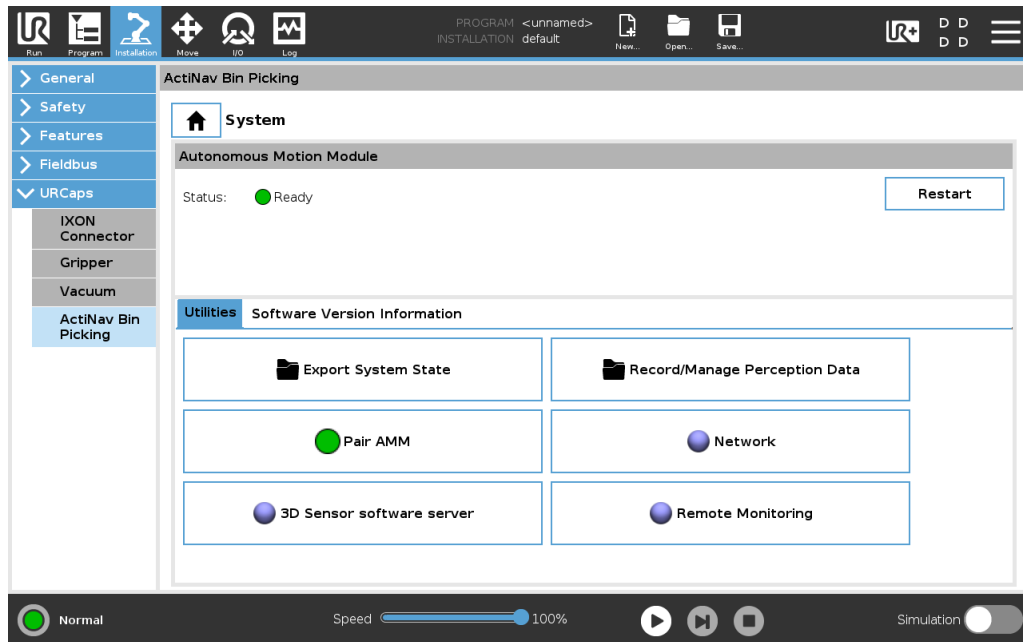 PROGRAM <unnamed>
INSTALLATION default
UR
UR+
D D
D D
Run
Program
Installation
Move
I/O
Log
New...
Open...
Save...
General
Safety
Features
Fieldbus
URCaps
IXON
Connector
Gripper
Vacuum
ActiNav Bin
Picking
ActiNav Bin Picking
System
Autonomous Motion Module
Status: Ready
Restart
Utilities
Software Version Information
Export System State
Record/Manage Perception Data
Pair AMM
Network
3D Sensor software server
Remote Monitoring
Normal
Speed 100%
Simulation